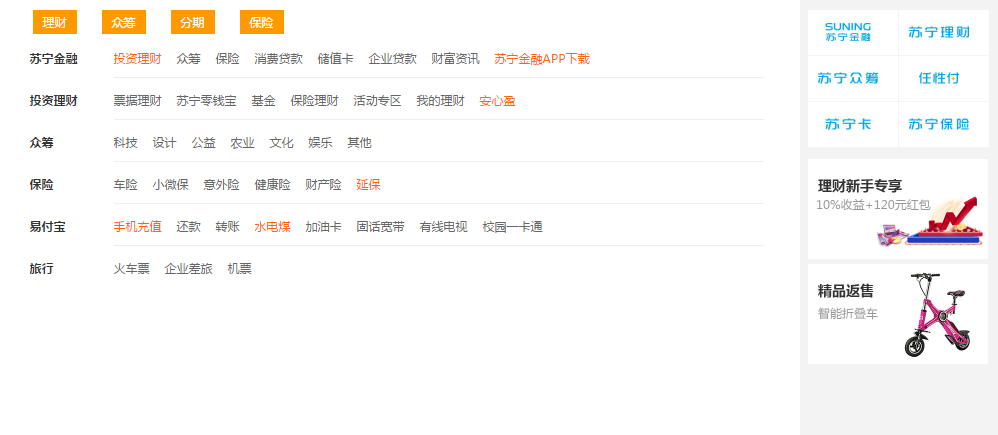 理财 众筹 分期 保险
苏宁金融 投资理财 众筹 保险 消费贷款 储值卡 企业贷款 财富资讯 苏宁金融APP下载
投资理财 票据理财 苏宁零钱宝 基金 保险理财 活动专区 我的理财 安心盈
众筹 科技 设计 公益 农业 文化 娱乐 其他
保险 车险 小微保 意外险 健康险 财产险 延保
易付宝 手机充值 还款 转账 水电煤 加油卡 固话宽带 有线电视 校园一卡通
旅行 火车票 企业差旅 机票
SUNING
苏宁金融
苏宁理财
苏宁众筹
任性付
苏宁卡
苏宁保险
理财新手专享
10%收益+120元红包
精品返售
智能折叠车